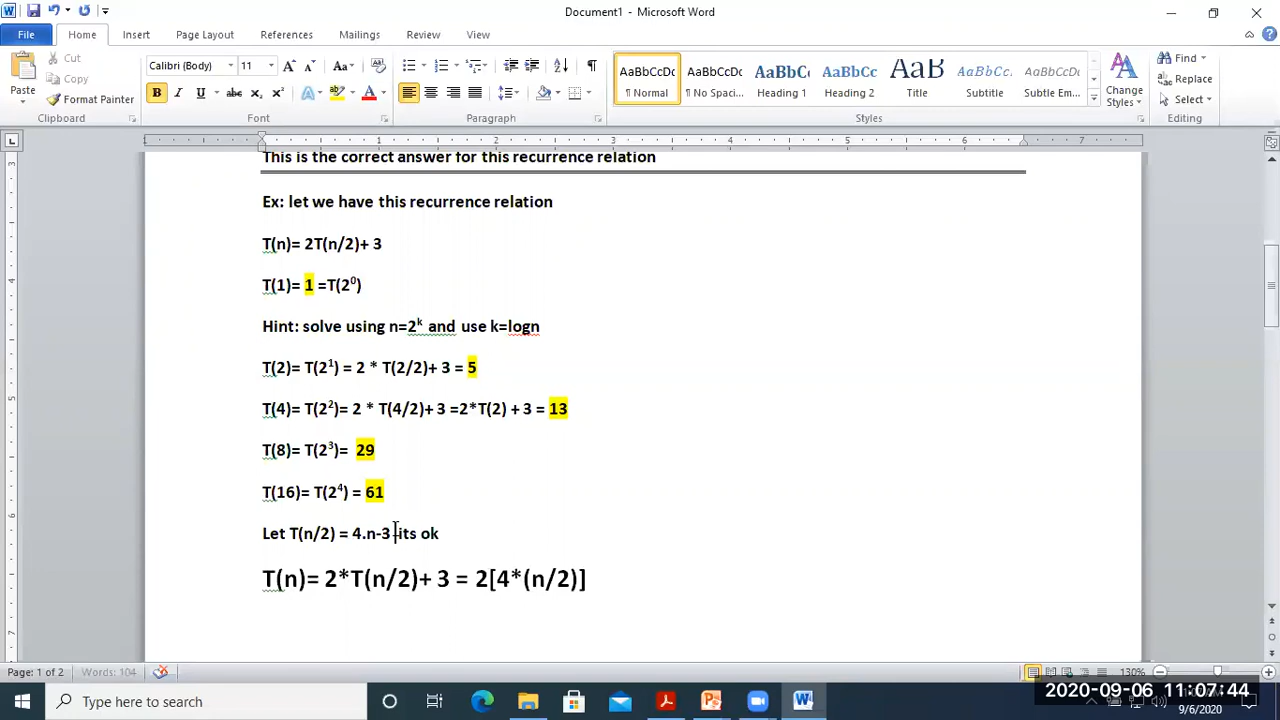 Document1 - Microsoft Word
File Home Insert Page Layout References Mailings Review View
Paste Cut Copy Format Painter Clipboard
Calibri (Body) 11 Font
Paragraph
AaBbCcDc Normal AaBbCcDc No Spaci... AaBbC Heading 1 AaBbCc Heading 2 AaB Title AaBbCc. Subtitle AaBbCcDc Subtle Em... Change Styles Styles
Find Replace Select Editing
This is the correct answer for this recurrence relation
Ex: let we have this recurrence relation
T(n)= 2T(n/2)+ 3
T(1)= 1 =T(2⁰)
Hint: solve using n=2ᵏ and use k=logn
T(2)= T(2¹) = 2 * T(2/2)+ 3 = 5
T(4)= T(2²)= 2 * T(4/2)+ 3 =2*T(2) + 3 = 13
T(8)= T(2³)= 29
T(16)= T(2⁴) = 61
Let T(n/2) = 4.n-3 its ok
T(n)= 2*T(n/2)+ 3 = 2[4*(n/2)]
Page: 1 of 2 Words: 104 130%
Type here to search
2020-09-06 11:07:44
9/6/2020